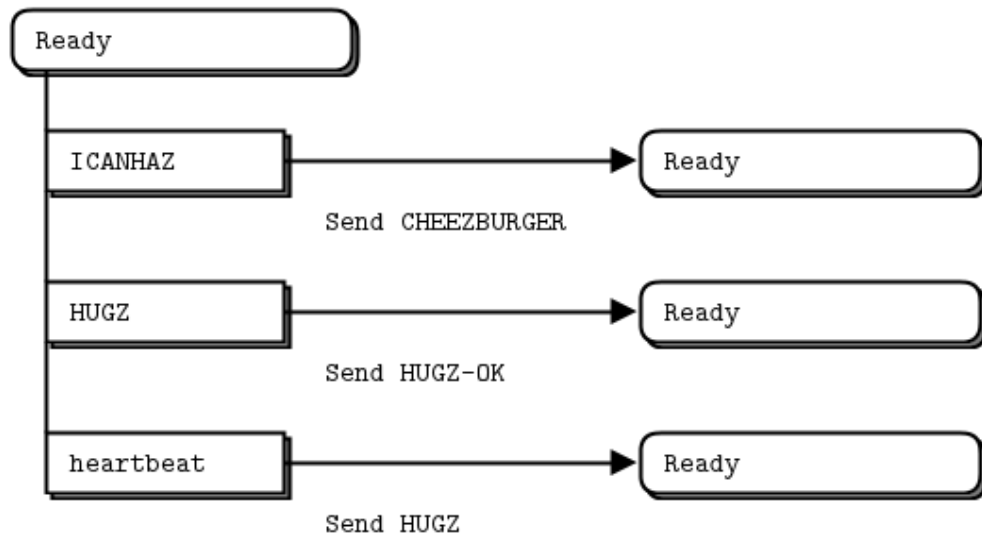 Ready
ICANHAZ
Ready
Send CHEEZBURGER
HUGZ
Ready
Send HUGZ-OK
heartbeat
Ready
Send HUGZ